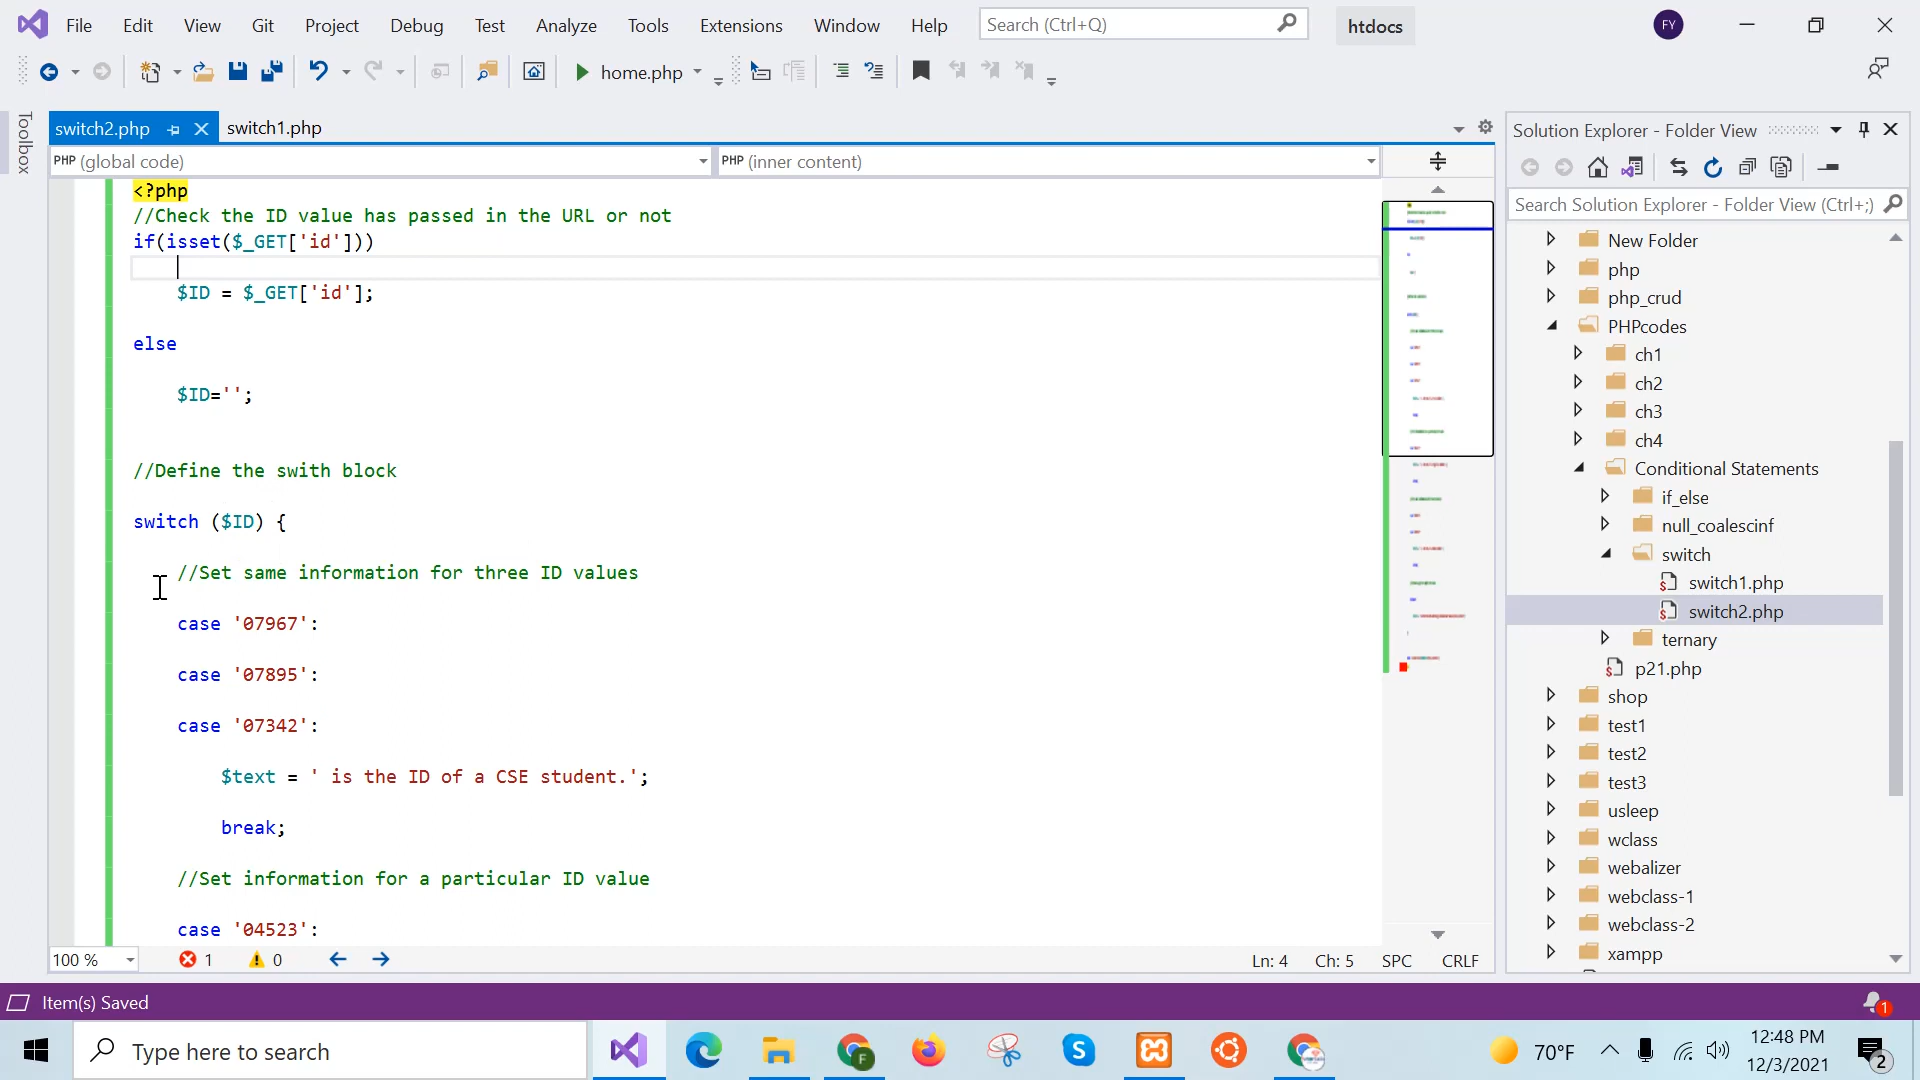 File Edit View Git Project Debug Test Analyze Tools Extensions Window Help Search (Ctrl+Q) htdocs FY
home.php
Toolbox
switch2.php switch1.php
PHP (global code) PHP (inner content)
<?php
//Check the ID value has passed in the URL or not
if(isset($_GET['id']))
$ID = $_GET['id'];
else
$ID='';
//Define the swith block
switch ($ID) {
//Set same information for three ID values
case '07967':
case '07895':
case '07342':
$text = ' is the ID of a CSE student.';
break;
//Set information for a particular ID value
case '04523':
100 % 1 0 Ln: 4 Ch: 5 SPC CRLF
Solution Explorer - Folder View
Search Solution Explorer - Folder View (Ctrl+;)
New Folder
php
php_crud
PHPcodes
ch1
ch2
ch3
ch4
Conditional Statements
if_else
null_coalescinf
switch
switch1.php
switch2.php
ternary
p21.php
shop
test1
test2
test3
usleep
wclass
webalizer
webclass-1
webclass-2
xampp
Item(s) Saved 1
Type here to search F S 70°F 12:48 PM
12/3/2021 2